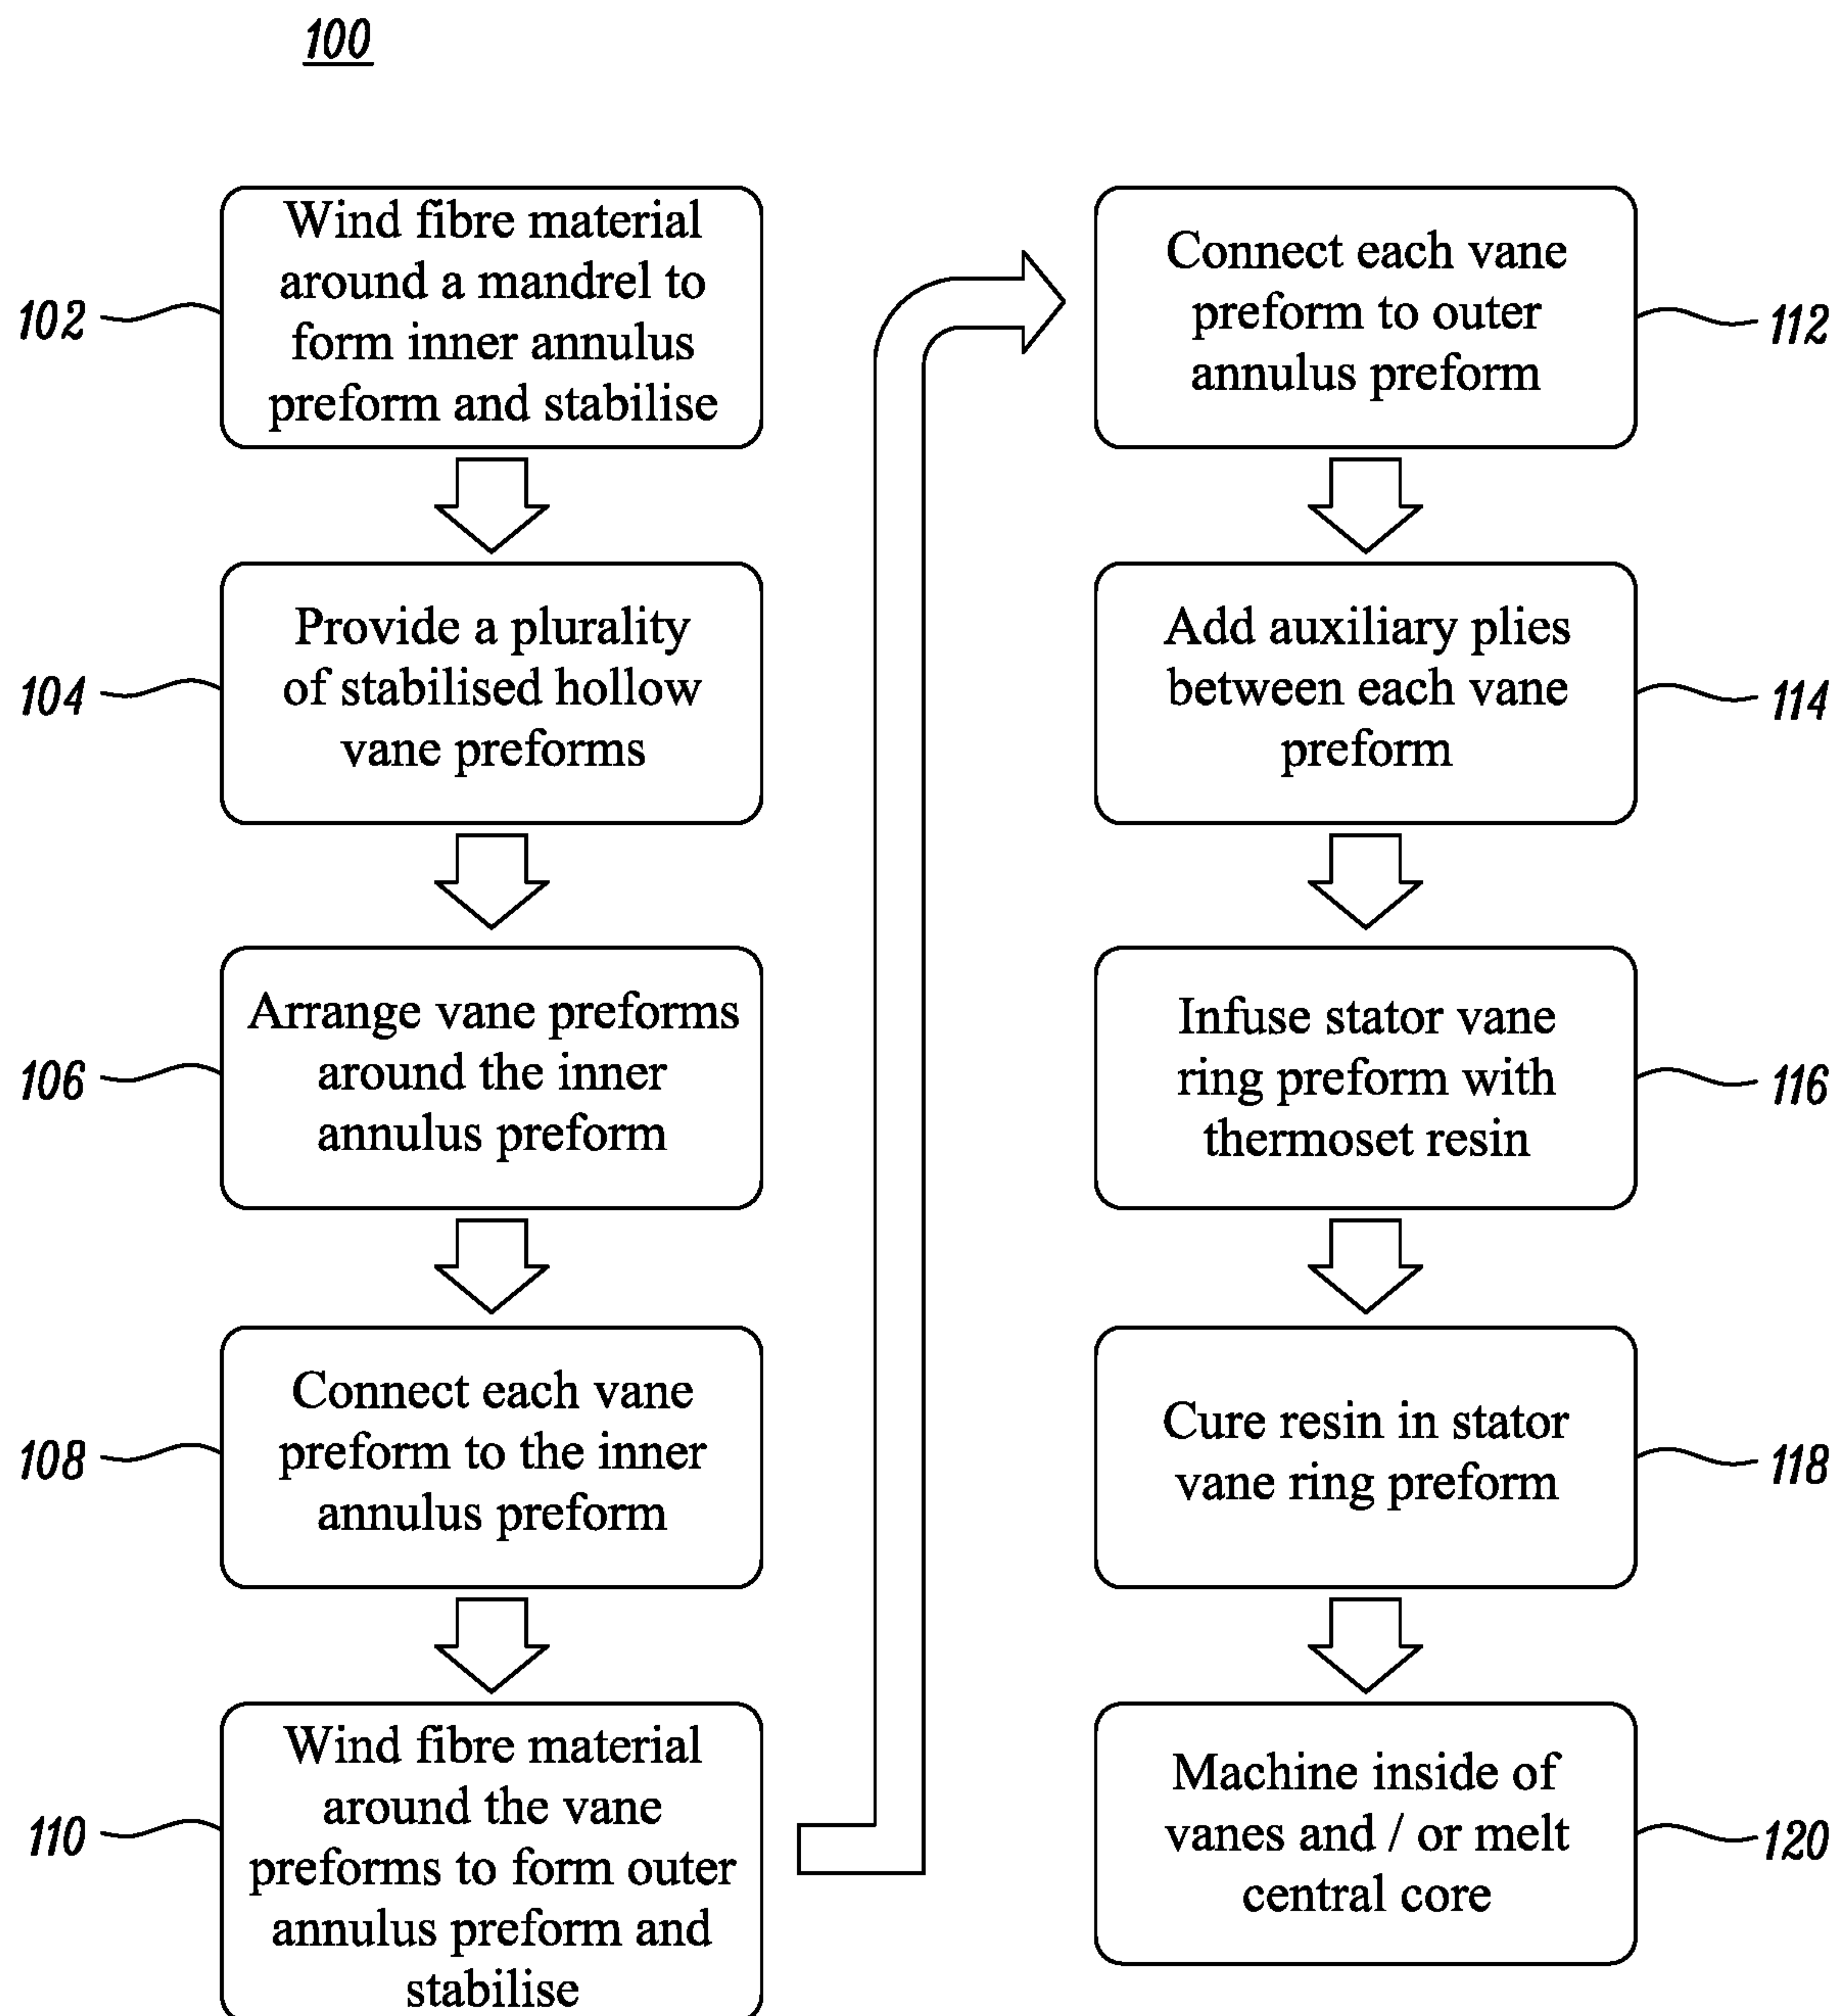 100
102
Wind fibre material
around a mandrel to
form inner annulus
preform and stabilise
104
Provide a plurality
of stabilised hollow
vane preforms
106
Arrange vane preforms
around the inner
annulus preform
108
Connect each vane
preform to the inner
annulus preform
110
Wind fibre material
around the vane
preforms to form outer
annulus preform and
stabilise
Connect each vane
preform to outer
annulus preform
112
Add auxiliary plies
between each vane
preform
114
Infuse stator vane
ring preform with
thermoset resin
116
Cure resin in stator
vane ring preform
118
Machine inside of
vanes and / or melt
central core
120